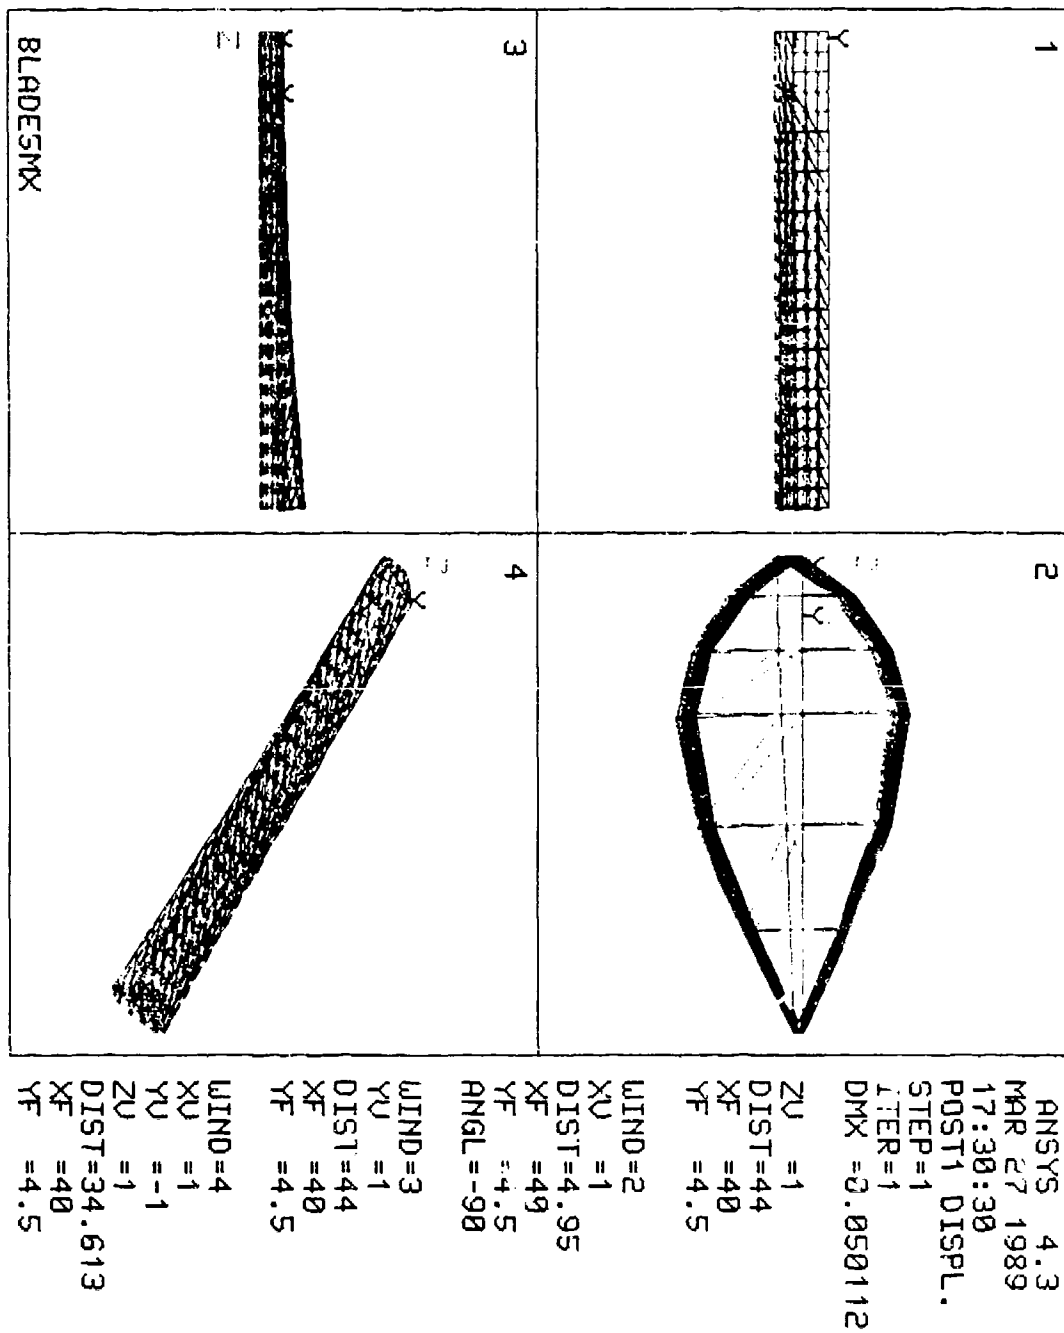 1
Y
2
Y
Y
3
Y
Y
Z
4
Y
BLADESMX
ANSYS 4.3
MAR 27 1989
17:30:30
POST1 DISPL.
STEP=1
ITER=1
DMX =0.050112
ZV =1
DIST=44
XF =40
YF =4.5
WIND=2
XV =1
DIST=4.95
XF =49
YF =4.5
ANGL=-90
WIND=3
YV =1
DIST=44
XF =40
YF =4.5
WIND=4
XV =1
YV =-1
ZV =1
DIST=34.613
XF =40
YF =4.5